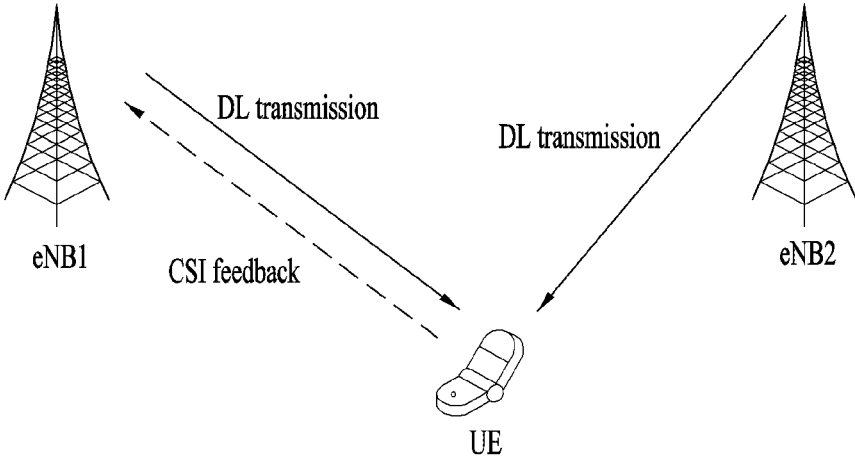 DL transmission
DL transmission
eNB1
CSI feedback
eNB2
UE